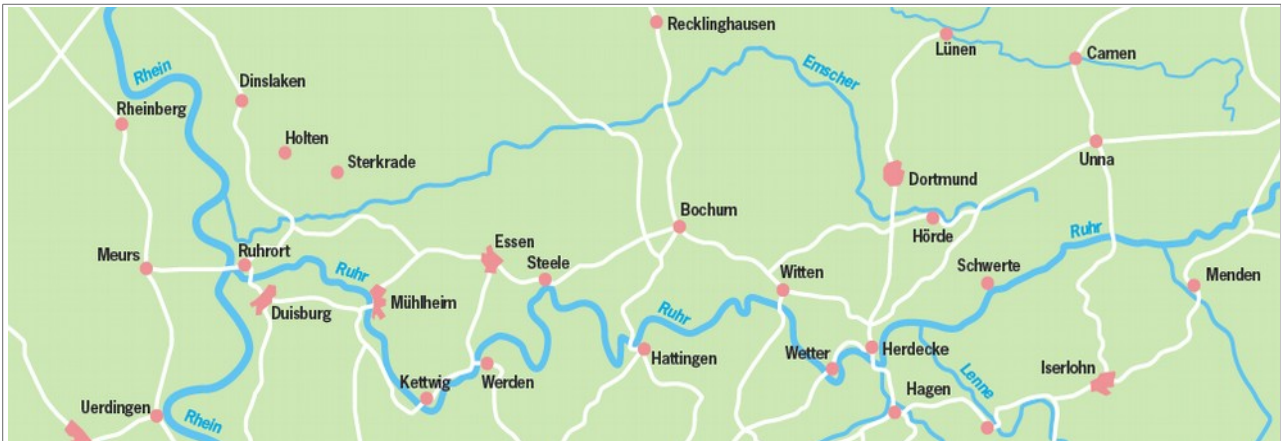 Recklinghausen
Lünen
Camen
Rhein
Emscher
Dinslaken
Rheinberg
Holten
Sterkrade
Unna
Dortmund
Bochum
Hörde
Ruhr
Essen
Meurs
Ruhrort
Steele
Schwerte
Ruhr
Witten
Menden
Duisburg
Mühlheim
Ruhr
Hattingen
Wetter
Herdecke
Iserlohn
Kettwig
Werden
Lenne
Hagen
Uerdingen
Rhein